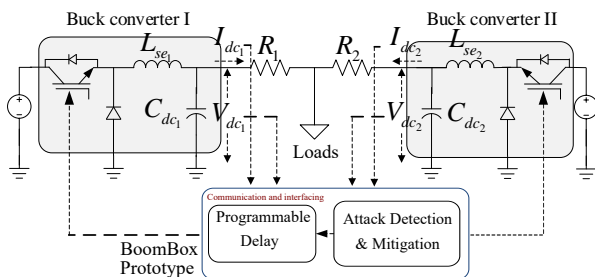 Buck converter I
Buck converter II
L_se1
I_dc1
R_1
R_2
I_dc2
L_se2
C_dc1
V_dc1
V_dc2
C_dc2
Loads
Communication and interfacing
Programmable
Delay
Attack Detection
& Mitigation
BoomBox
Prototype